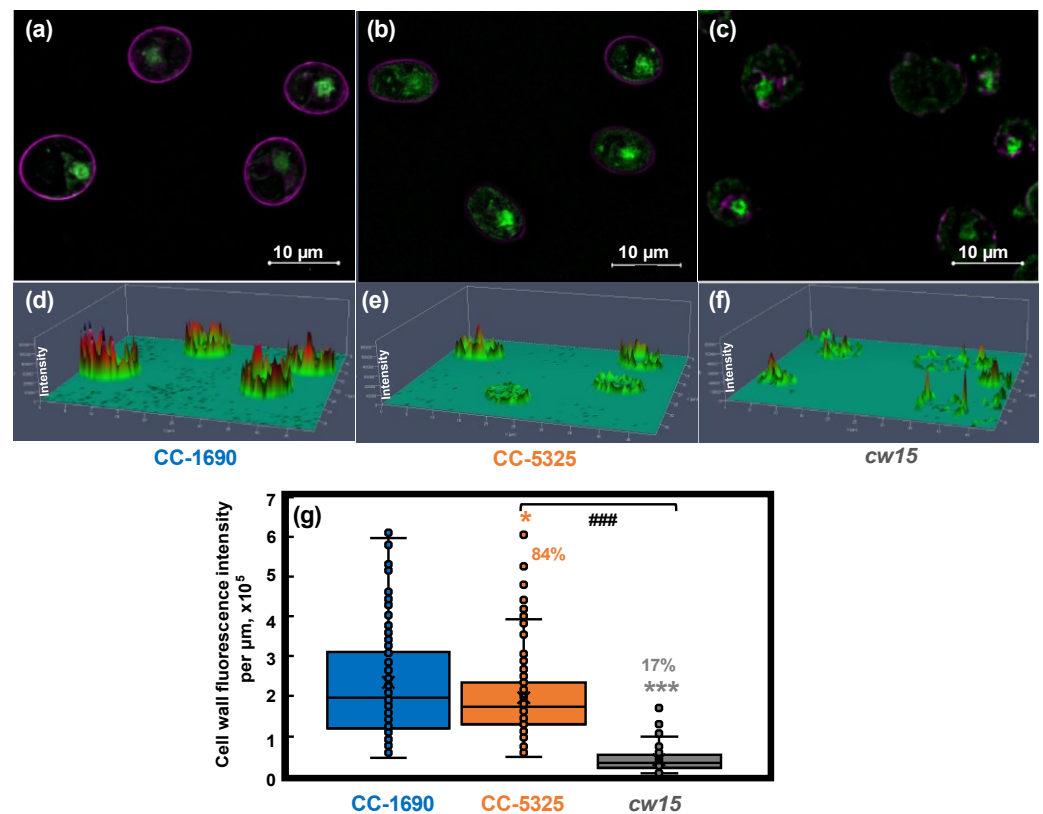 (a) (b) (c)
10 µm 10 µm 10 µm
(d) (e) (f)
Intensity Intensity Intensity
CC-1690 CC-5325 cw15
(g)
Cell wall fluorescence intensity
per µm, x10⁵
7
6
5
4
3
2
1
0
*
###
84%
17%
***
CC-1690 CC-5325 cw15